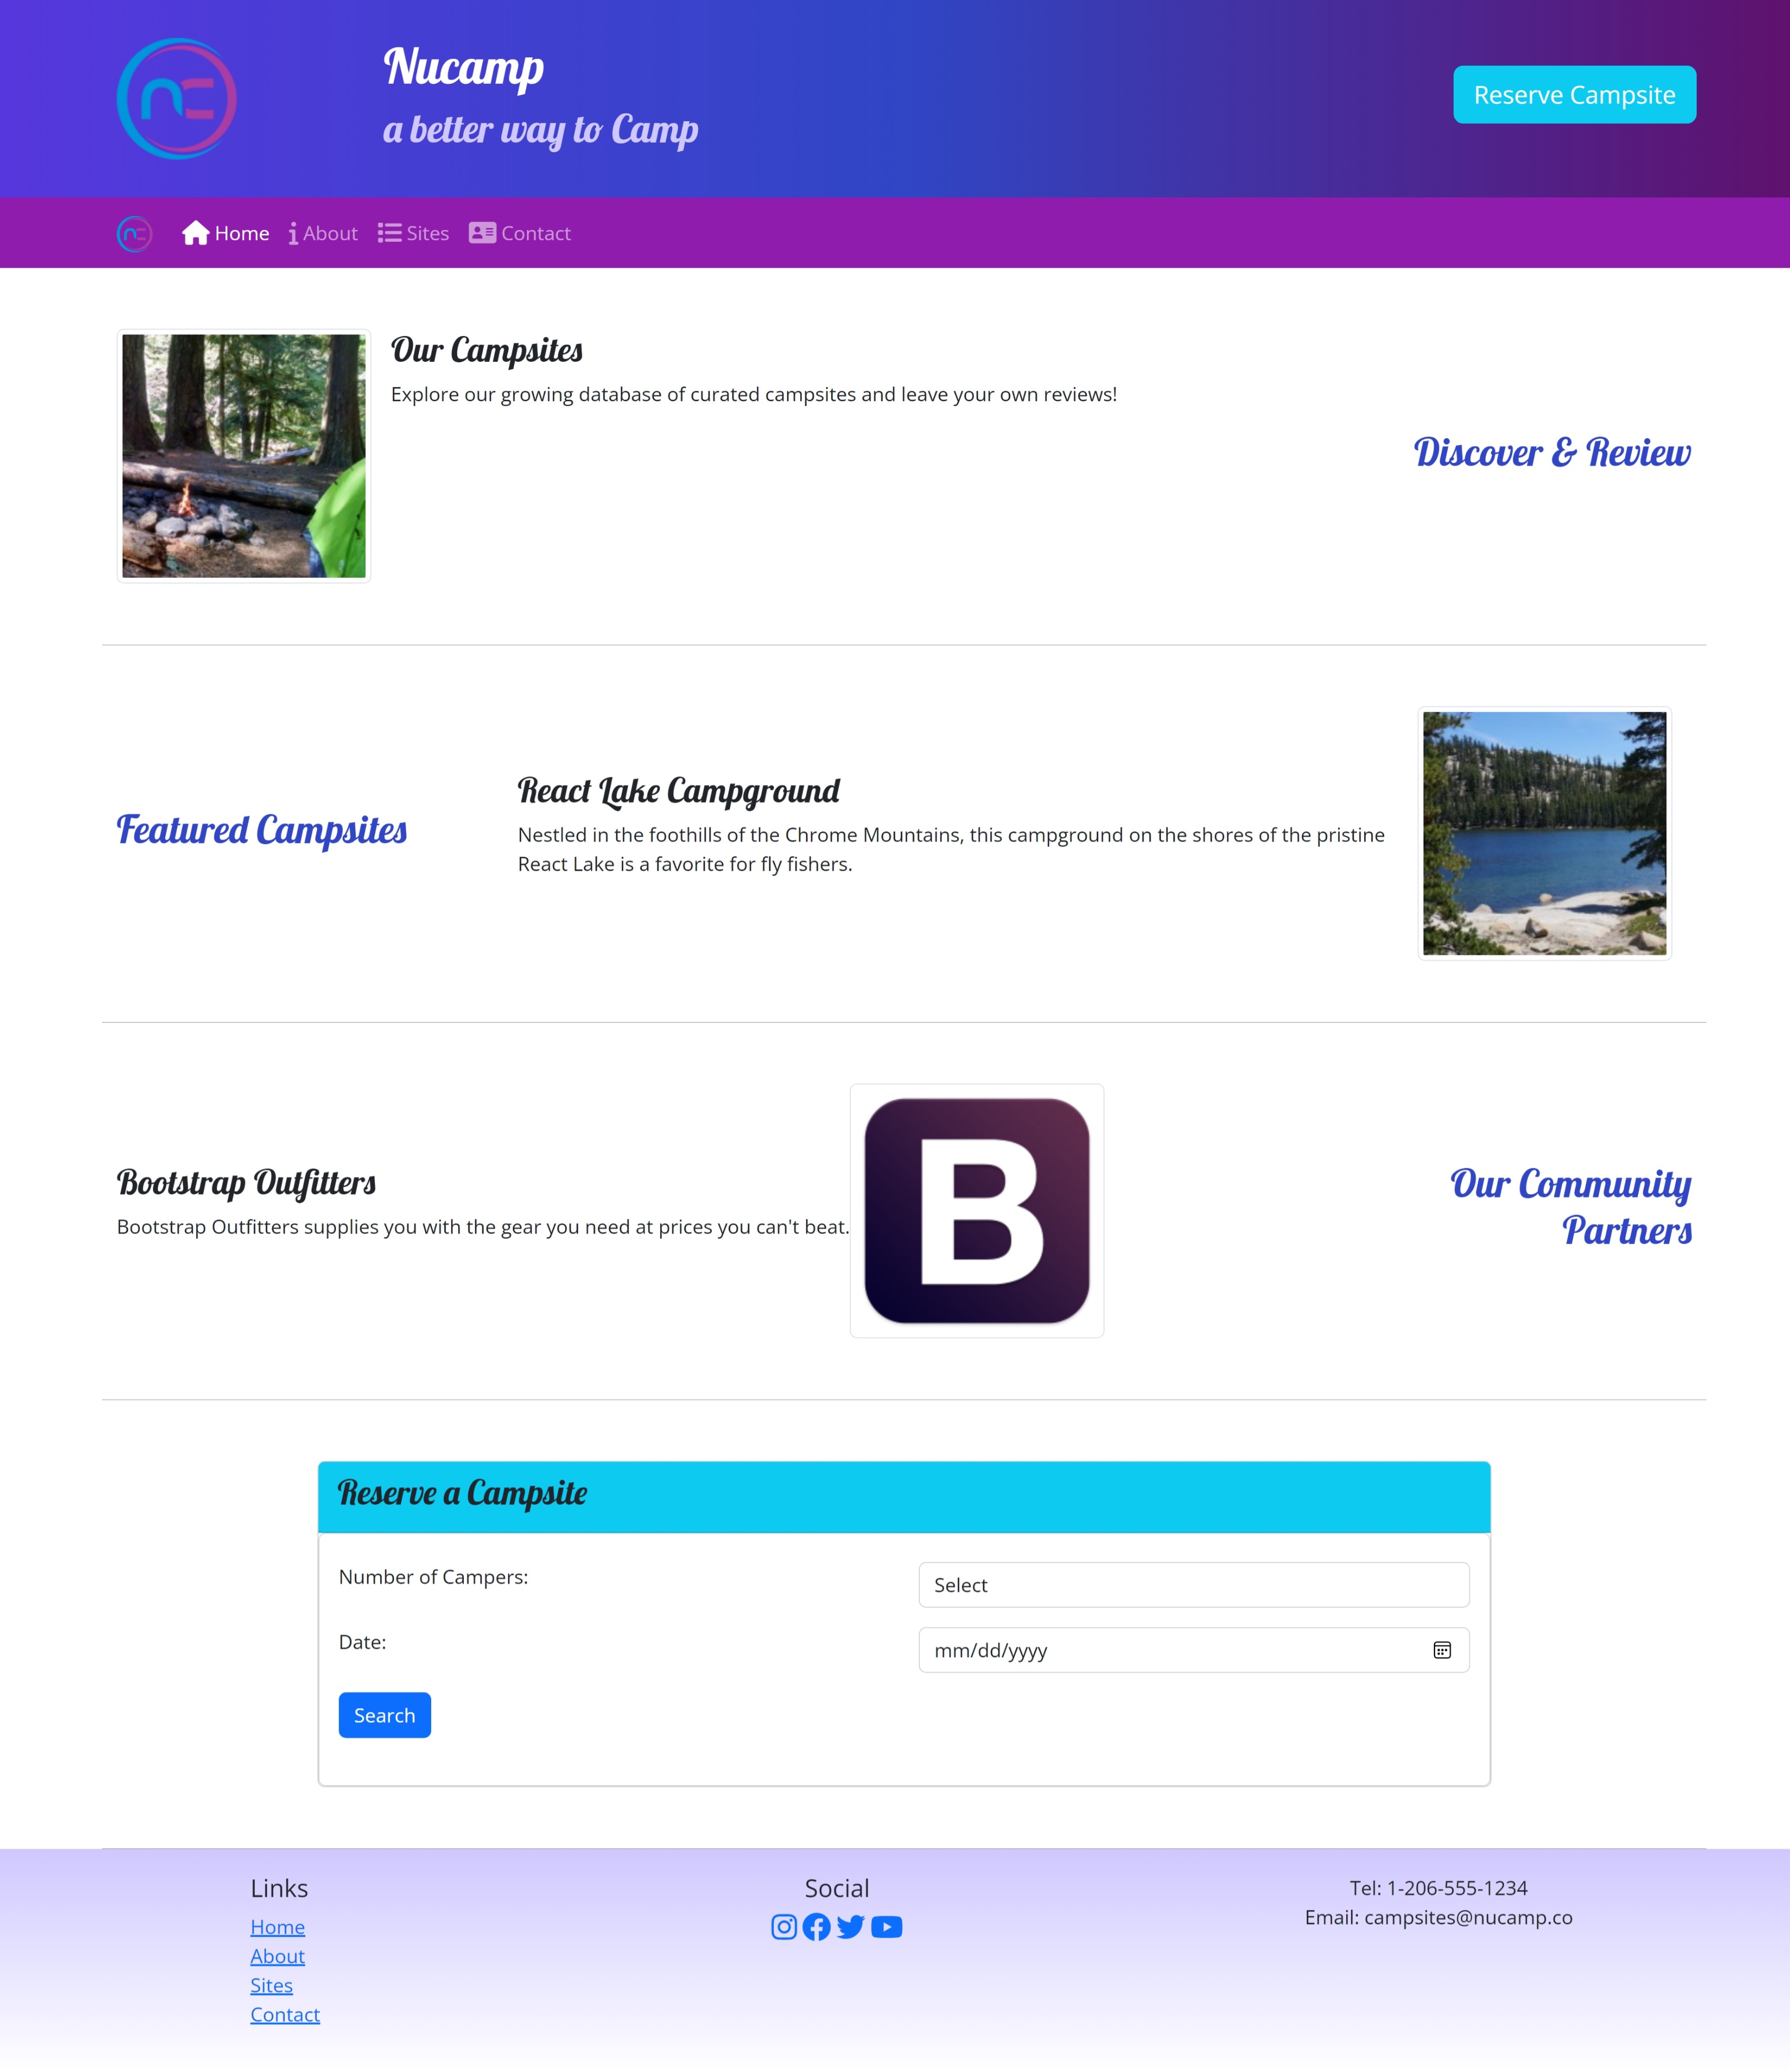 Nucamp
a better way to Camp
Reserve Campsite
Home About Sites Contact
Our Campsites
Explore our growing database of curated campsites and leave your own reviews!
Discover & Review
Featured Campsites
React Lake Campground
Nestled in the foothills of the Chrome Mountains, this campground on the shores of the pristine
React Lake is a favorite for fly fishers.
Bootstrap Outfitters
Bootstrap Outfitters supplies you with the gear you need at prices you can't beat.
B
Our Community
Partners
Reserve a Campsite
Number of Campers:
Select
Date:
mm/dd/yyyy
Search
Links
Home
About
Sites
Contact
Social
Tel: 1-206-555-1234
Email: campsites@nucamp.co